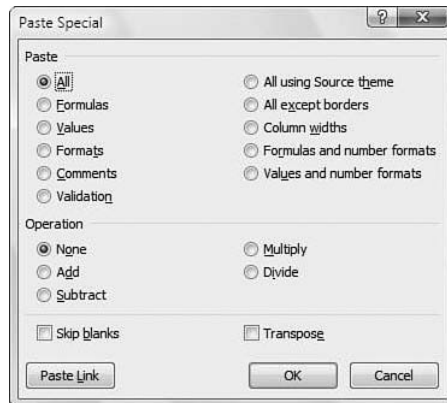 Paste Special
Paste
All
All using Source theme
Formulas
All except borders
Values
Column widths
Formats
Formulas and number formats
Comments
Values and number formats
Validation
Operation
None
Multiply
Add
Divide
Subtract
Skip blanks
Transpose
Paste Link
OK
Cancel